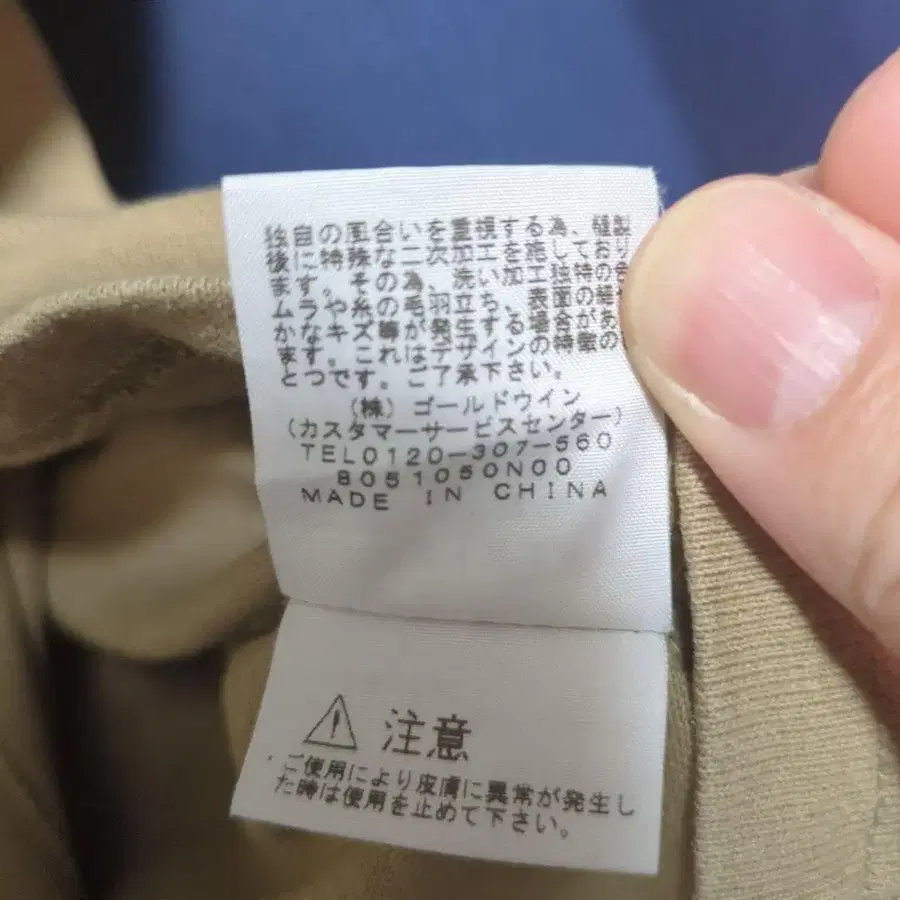 独自の風合いを重視する為、縫製
後に特殊な二次加工を施しており
ます。その為、洗い加工独特の色
ムラや糸の毛羽立ち、表面の細
かなキズ等が発生する場合があ
ます。これはデザインの特徴の
とつです。ご了承下さい。
(株) ゴールドウイン
(カスタマーサービスセンター)
TEL0120-307-560
8051050N00
MADE IN CHINA
注意
・ご使用により皮膚に異常が発生し
た時は使用を止めて下さい。